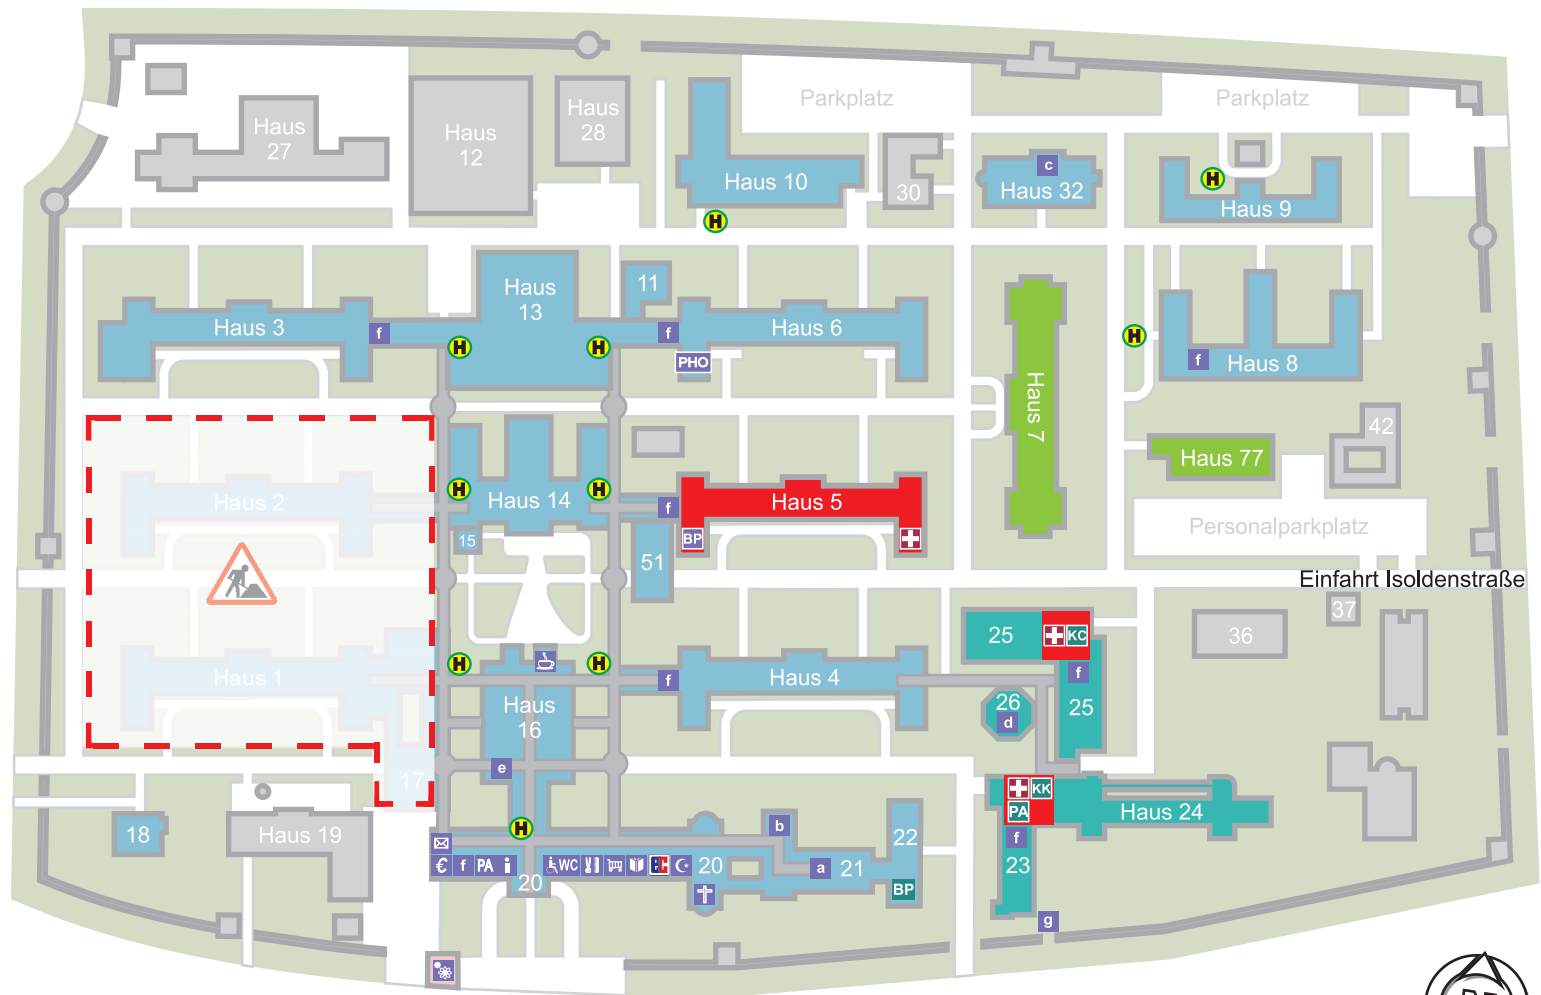 Parkplatz
Parkplatz
Haus
27
Haus
12
Haus
28
Haus 10
30
c
Haus 32
H
Haus 9
H
Haus
13
11
Haus 3
f
H
H
f
Haus 6
PHO
H
f
Haus 8
Haus 7
42
Haus 77
Haus 2
H
Haus 14
H
f
Haus 5
BP
15
51
Personalparkplatz
Einfahrt Isoldenstraße
37
36
25
KC
f
25
Haus 1
H
H
f
Haus 4
Haus
16
26
d
e
17
KK
PA
Haus 24
f
23
18
Haus 19
H
b
22
€
f
PA
i
WC
20
20
a
21
BP
g